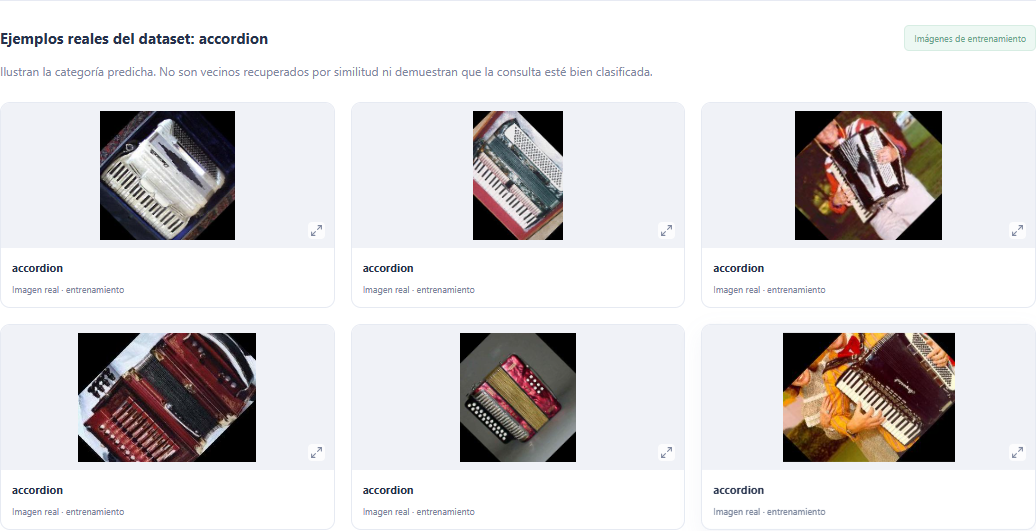 Ejemplos reales del dataset: accordion
Imágenes de entrenamiento
Ilustran la categoría predicha. No son vecinos recuperados por similitud ni demuestran que la consulta esté bien clasificada.
accordion
Imagen real · entrenamiento
accordion
Imagen real · entrenamiento
accordion
Imagen real · entrenamiento
accordion
Imagen real · entrenamiento
accordion
Imagen real · entrenamiento
accordion
Imagen real · entrenamiento